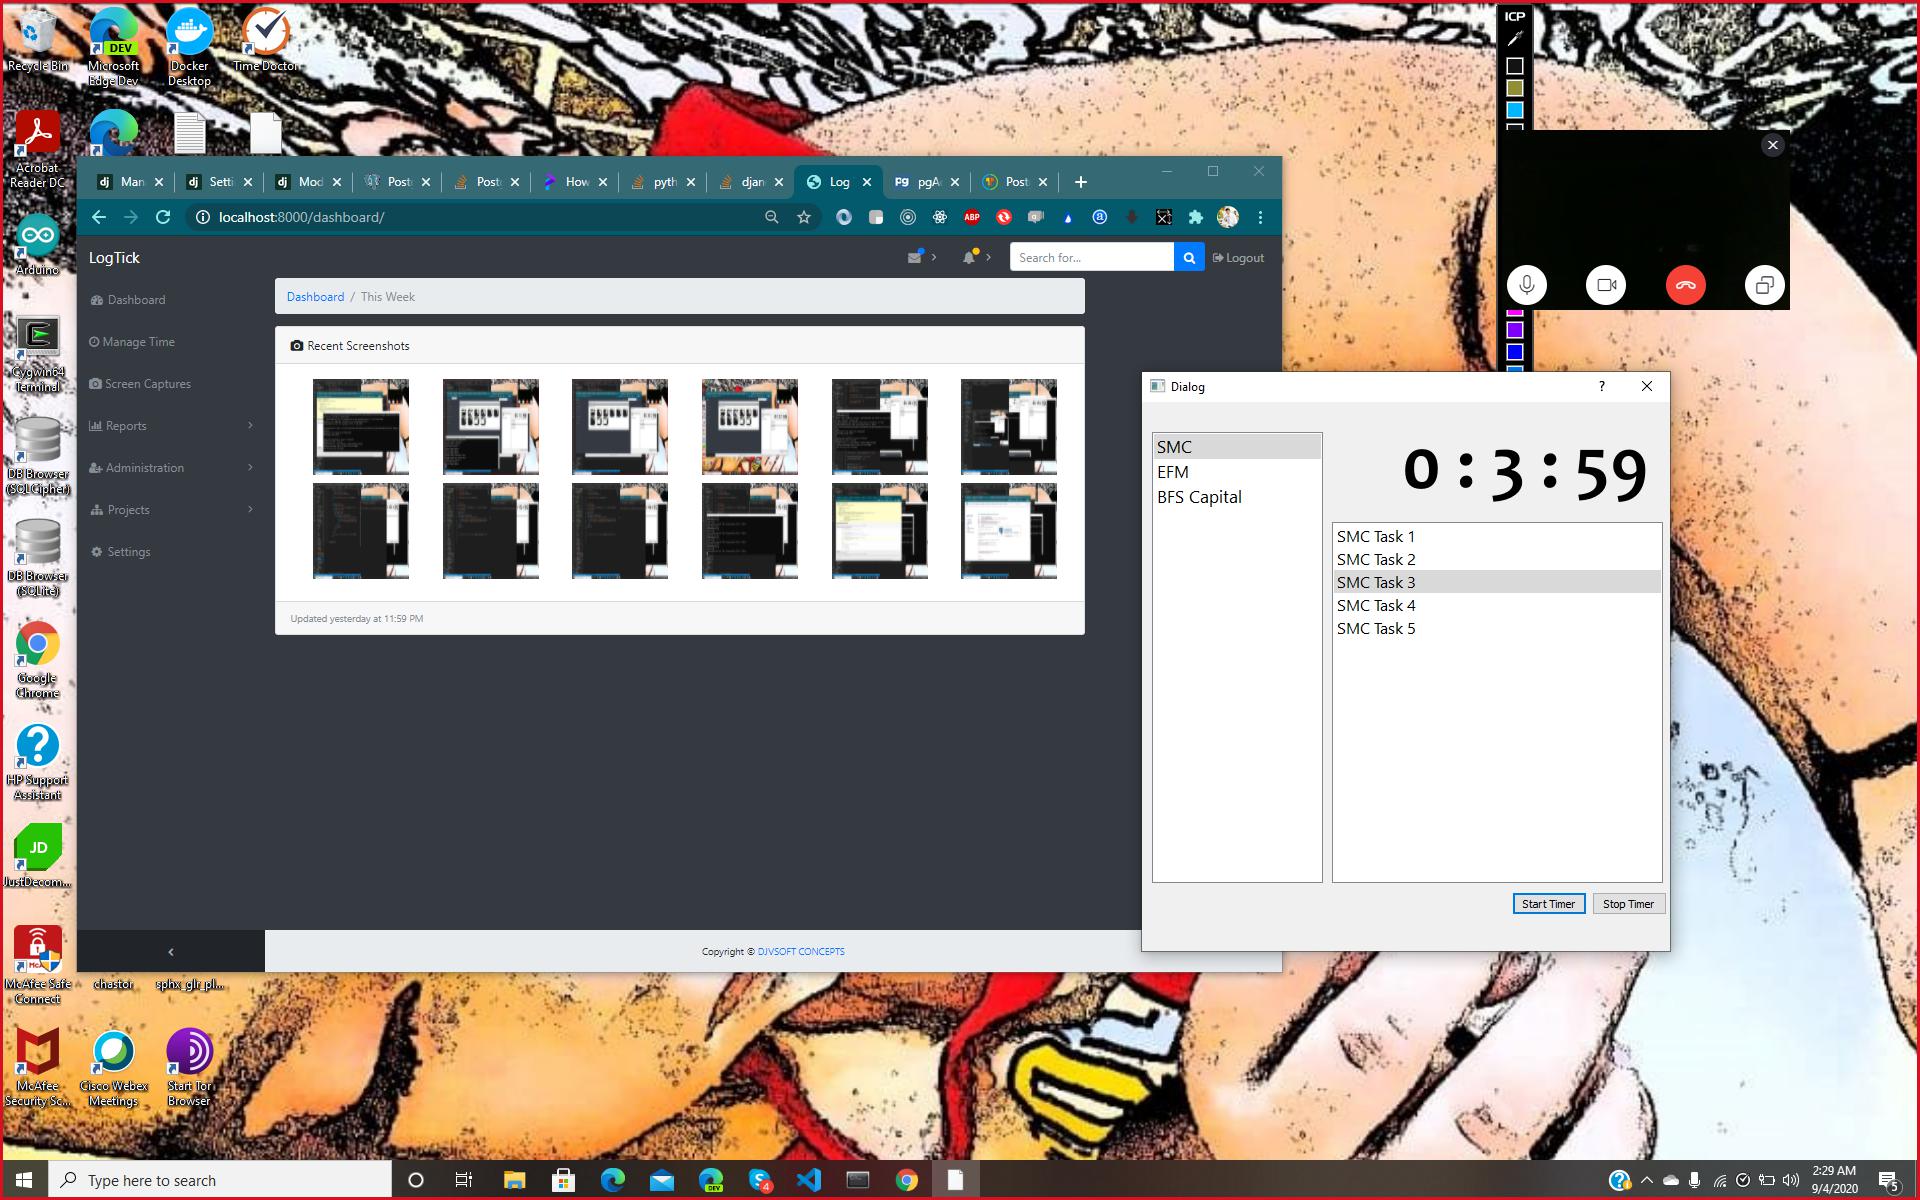 Recycle Bin
DEV
Microsoft
Edge Dev
Docker
Desktop
Time Doctor
Acrobat
Reader DC
Arduino
Cygwin64
Terminal
DB Browser
(SQLCipher)
DB Browser
(SQLite)
Google
Chrome
HP Support
Assistant
JD
JustDecom...
McAfee Safe
Connect
chastor
sphx_glr_pl...
McAfee
Security Sc...
Cisco Webex
Meetings
Start Tor
Browser
dj Man
dj Setti
dj Mod
Post
Post
How
pyth
djan
Log
pg pgA
Post
localhost:8000/dashboard/
ABP
LogTick
Search for...
Logout
Dashboard
Manage Time
Screen Captures
Reports
Administration
Projects
Settings
Dashboard / This Week
Recent Screenshots
Updated yesterday at 11:59 PM
Copyright © DJVSOFT CONCEPTS
ICP
Dialog
?
SMC
EFM
BFS Capital
0:3:59
SMC Task 1
SMC Task 2
SMC Task 3
SMC Task 4
SMC Task 5
Start Timer
Stop Timer
Type here to search
DEV
4
2:29 AM
9/4/2020
5